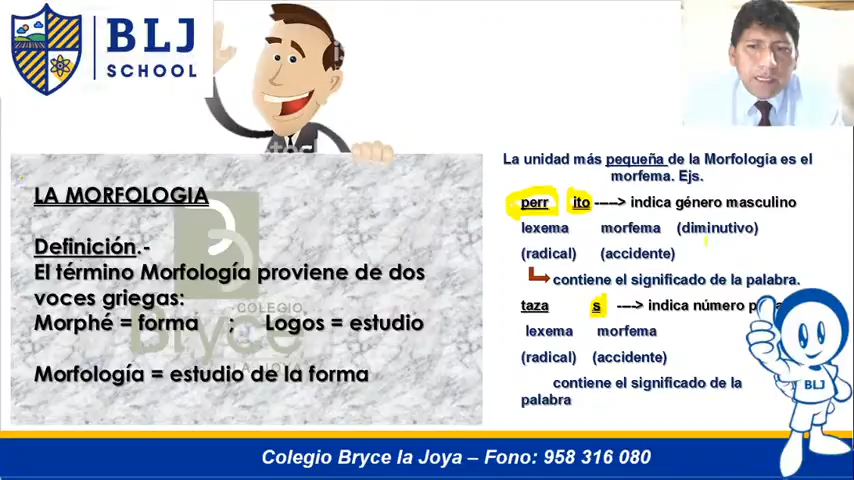 BLJ
SCHOOL
LA MORFOLOGIA
Definición.-
El término Morfología proviene de dos
voces griegas:
Morphé = forma ; Logos = estudio
Morfología = estudio de la forma
COLEGIO
Bryce
La unidad más pequeña de la Morfologia es el
morfema. Ejs.
perr ito -----> indica género masculino
lexema morfema (diminutivo)
(radical) (accidente)
contiene el significado de la palabra.
taza s ----> indica número
lexema morfema
(radical) (accidente)
contiene el significado de la
palabra
BLJ
Colegio Bryce la Joya – Fono: 958 316 080